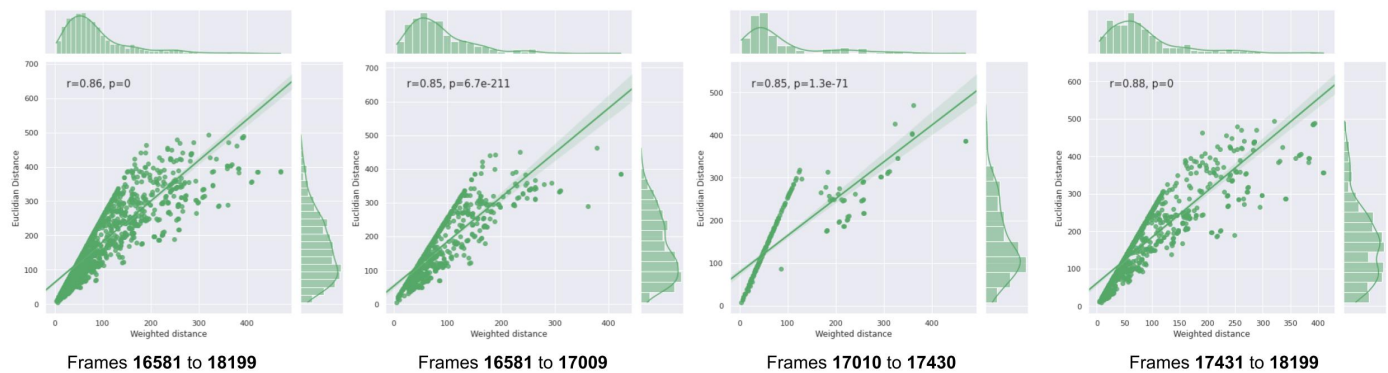 700
600
500
400
300
200
100
0
r=0.86, p=0
Euclidian Distance
0 100 200 300 400
Weighted distance
Frames 16581 to 18199
700
600
500
400
300
200
100
0
r=0.85, p=6.7e-211
Euclidian Distance
0 100 200 300 400
Weighted distance
Frames 16581 to 17009
500
400
300
200
100
0
r=0.85, p=1.3e-71
Euclidian Distance
0 100 200 300 400
Weighted distance
Frames 17010 to 17430
600
500
400
300
200
100
0
r=0.88, p=0
Euclidian Distance
0 50 100 150 200 250 300 350 400
Weighted distance
Frames 17431 to 18199